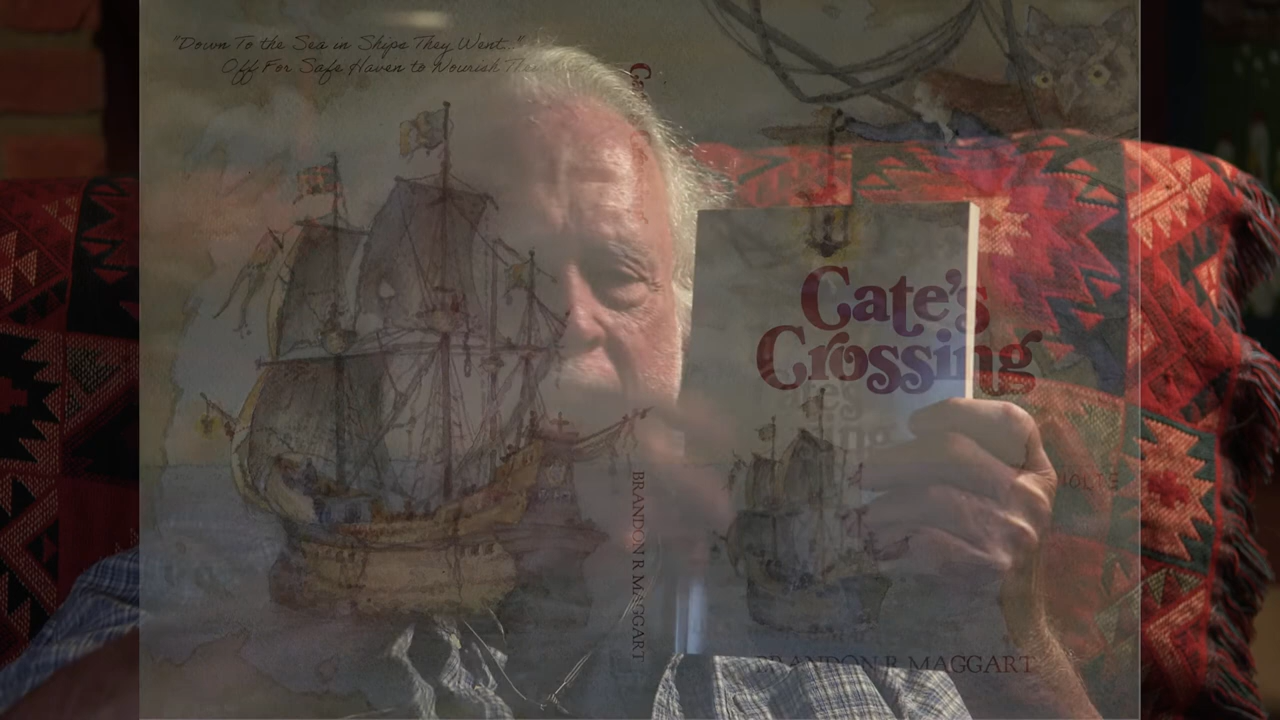 "Down To the Sea in Ships They Went..."
Off For Safe Haven to Nourish
BRANDON R MAGGART
Cate's
Crossing
BRANDON R MAGGART